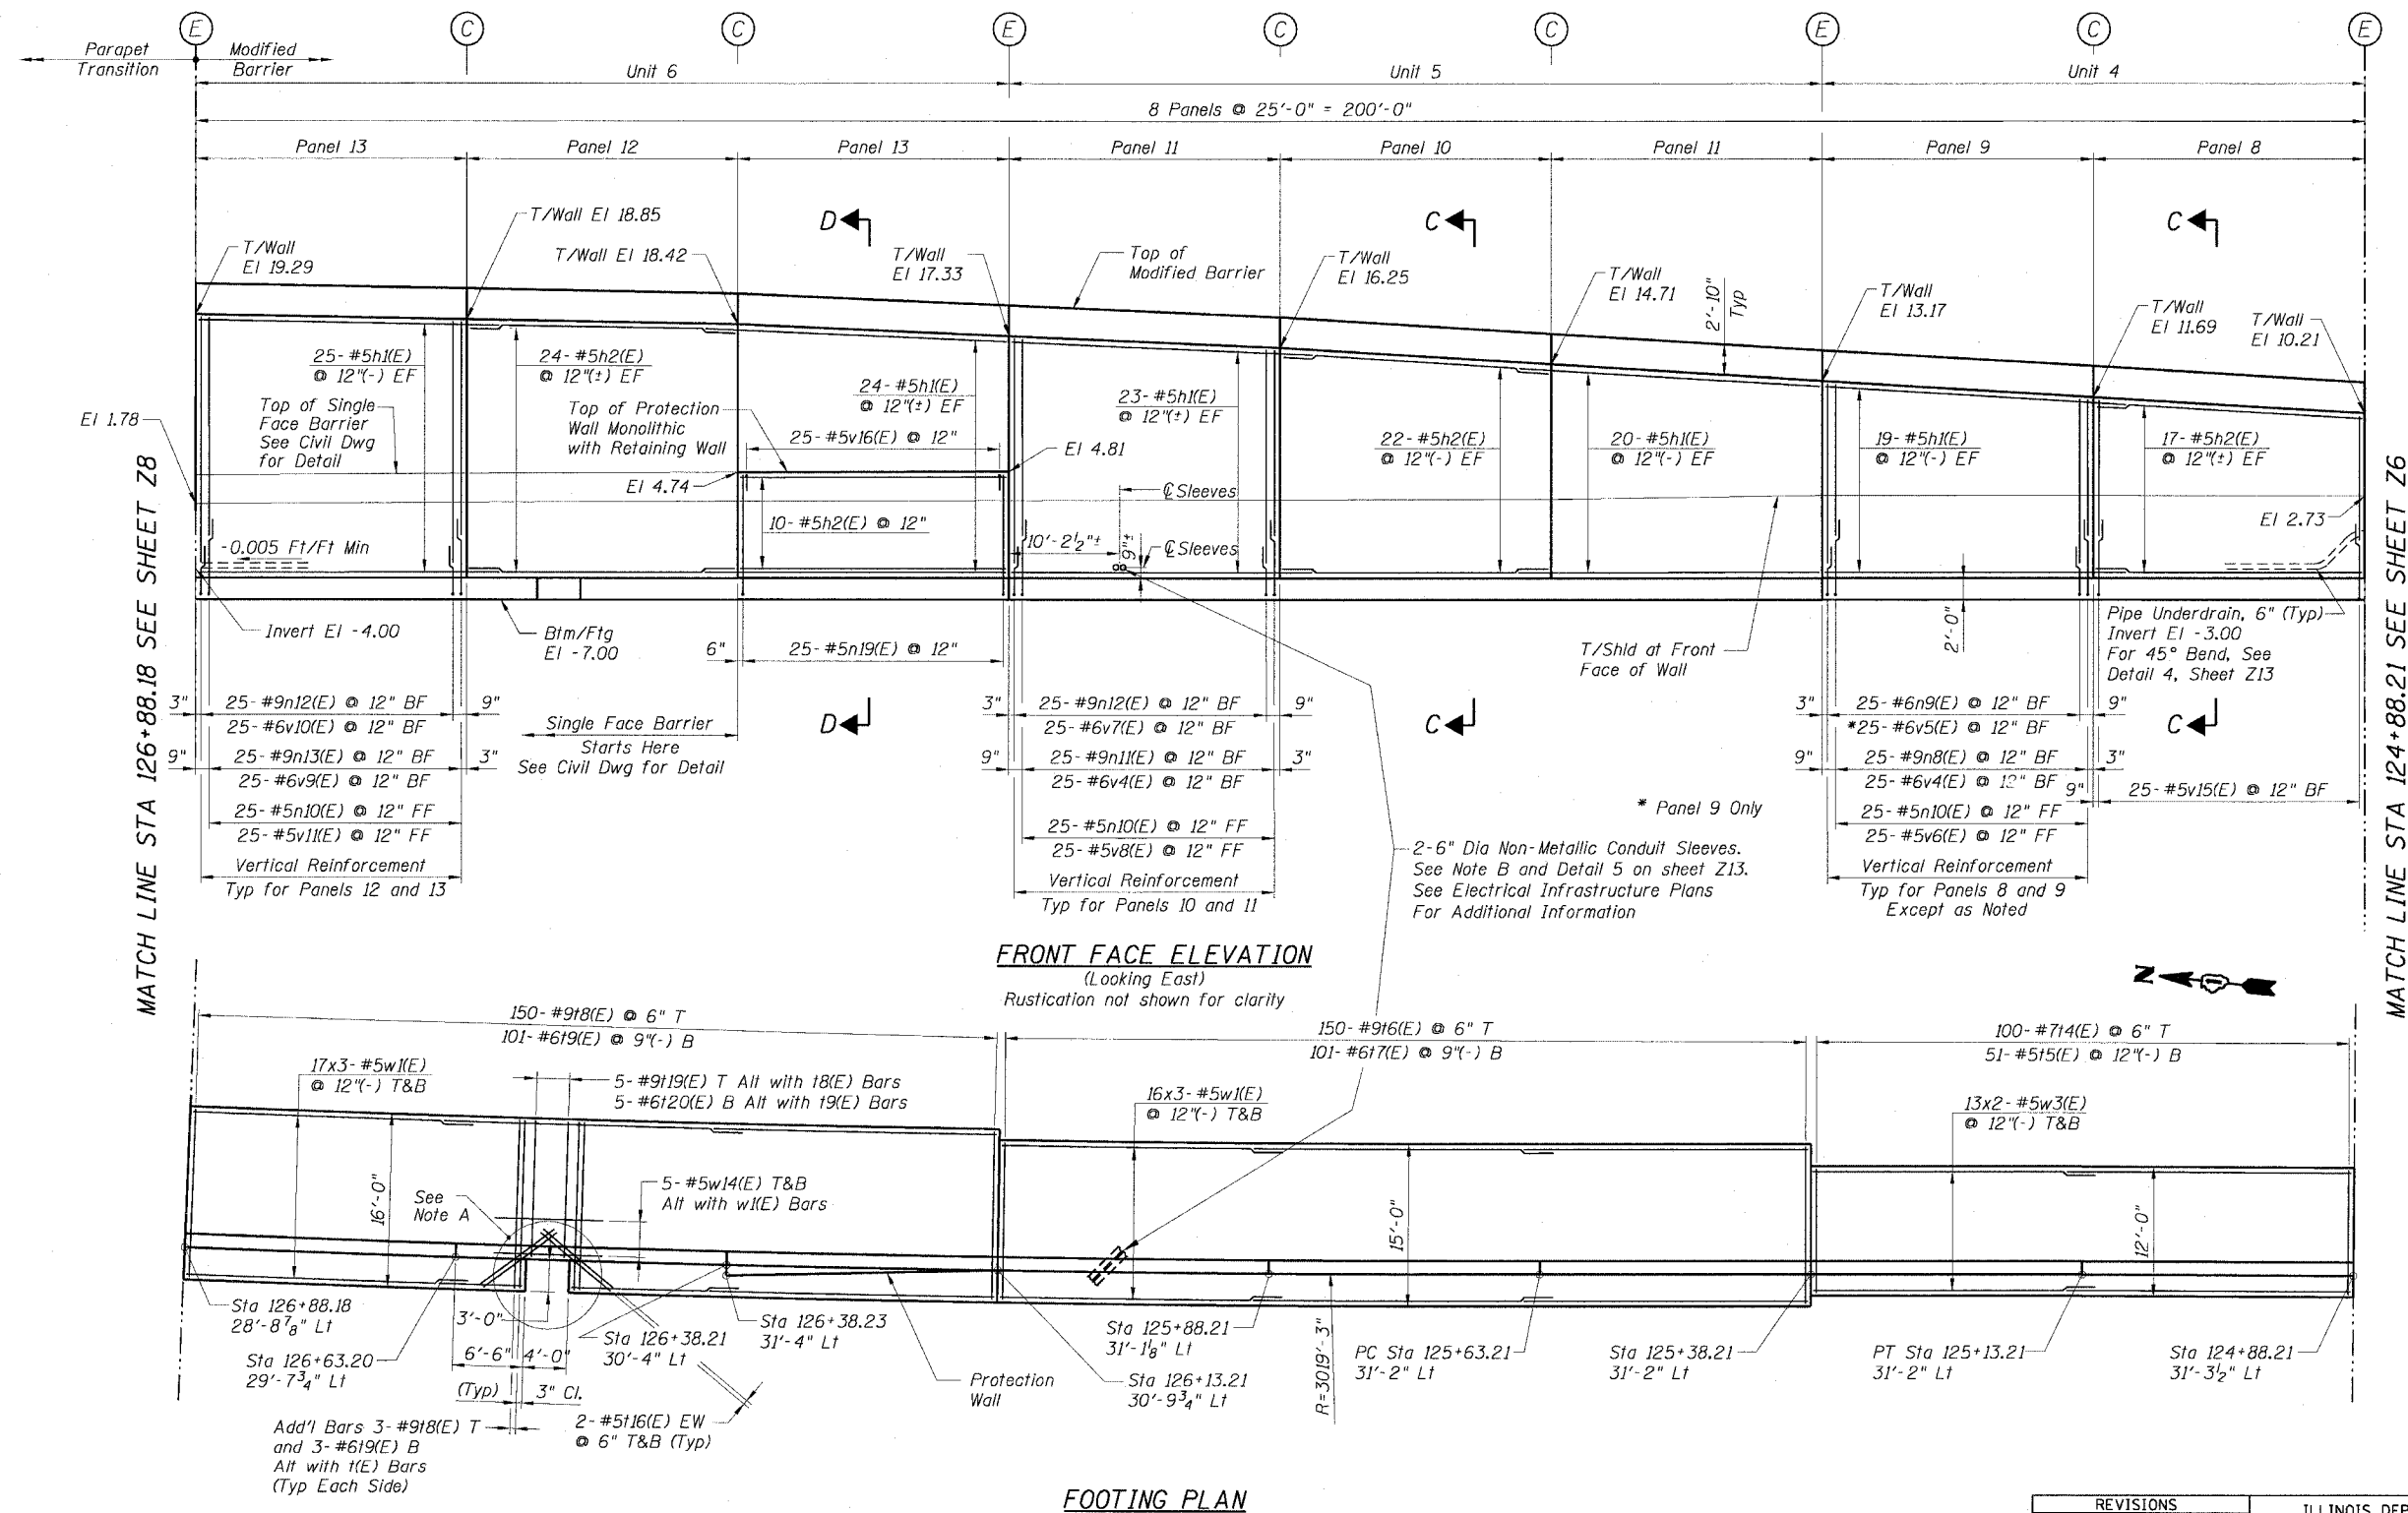 E C C E C C E C E
Parapet Transition
Modified Barrier
Unit 6
Unit 5
Unit 4
8 Panels @ 25'-0" = 200'-0"
Panel 13
Panel 12
Panel 13
Panel 11
Panel 10
Panel 11
Panel 9
Panel 8
T/Wall
El 19.29
T/Wall El 18.85
T/Wall El 18.42
D
T/Wall
El 17.33
Top of
Modified Barrier
T/Wall
El 16.25
C
T/Wall
El 14.71
2'-10"
Typ
T/Wall
El 13.17
C
T/Wall
El 11.69
T/Wall
El 10.21
25-#5h1(E)
@ 12"(-) EF
24-#5h2(E)
@ 12"(±) EF
24-#5h1(E)
@ 12"(±) EF
23-#5h1(E)
@ 12"(±) EF
22-#5h2(E)
@ 12"(-) EF
20-#5h1(E)
@ 12"(-) EF
19-#5h1(E)
@ 12"(-) EF
17-#5h2(E)
@ 12"(±) EF
El 1.78
Top of Single
Face Barrier
See Civil Dwg
for Detail
Top of Protection
Wall Monolithic
with Retaining Wall
25-#5v16(E) @ 12"
El 4.81
El 4.74
10-#5h2(E) @ 12"
℄ Sleeves
10'-2½"±
9"±
℄ Sleeves
El 2.73
-0.005 Ft/Ft Min
Invert El -4.00
Btm/Ftg
El -7.00
6"
25-#5n19(E) @ 12"
T/Shld at Front
Face of Wall
2'-0"
Pipe Underdrain, 6" (Typ)
Invert El -3.00
For 45° Bend, See
Detail 4, Sheet Z13
MATCH LINE STA 126+88.18 SEE SHEET Z8
MATCH LINE STA 124+88.21 SEE SHEET Z6
3"
25-#9n12(E) @ 12" BF
9"
25-#6v10(E) @ 12" BF
9"
25-#9n13(E) @ 12" BF
3"
25-#6v9(E) @ 12" BF
25-#5n10(E) @ 12" FF
25-#5v11(E) @ 12" FF
Vertical Reinforcement
Typ for Panels 12 and 13
Single Face Barrier
Starts Here
See Civil Dwg for Detail
D
3"
25-#9n12(E) @ 12" BF
9"
25-#6v7(E) @ 12" BF
9"
25-#9n11(E) @ 12" BF
3"
25-#6v4(E) @ 12" BF
25-#5n10(E) @ 12" FF
25-#5v8(E) @ 12" FF
Vertical Reinforcement
Typ for Panels 10 and 11
C
* Panel 9 Only
2-6" Dia Non-Metallic Conduit Sleeves.
See Note B and Detail 5 on sheet Z13.
See Electrical Infrastructure Plans
For Additional Information
3"
25-#6n9(E) @ 12" BF
9"
*25-#6v5(E) @ 12" BF
9"
25-#9n8(E) @ 12" BF
3"
25-#6v4(E) @ 12" BF
9"
25-#5v15(E) @ 12" BF
25-#5n10(E) @ 12" FF
25-#5v6(E) @ 12" FF
Vertical Reinforcement
Typ for Panels 8 and 9
Except as Noted
C
FRONT FACE ELEVATION
(Looking East)
Rustication not shown for clarity
N
150-#9t8(E) @ 6" T
101-#6t9(E) @ 9"(-) B
150-#9t6(E) @ 6" T
101-#6t7(E) @ 9"(-) B
100-#7t4(E) @ 6" T
51-#5t5(E) @ 12"(-) B
17x3-#5w1(E)
@ 12"(-) T&B
5-#9t19(E) T Alt with t8(E) Bars
5-#6t20(E) B Alt with t9(E) Bars
16x3-#5w1(E)
@ 12"(-) T&B
13x2-#5w3(E)
@ 12"(-) T&B
16'-0"
See
Note A
5-#5w14(E) T&B
Alt with w1(E) Bars
15'-0"
12'-0"
Sta 126+88.18
28'-8⅞" Lt
Sta 126+63.20
29'-7¾" Lt
3'-0"
6'-6"
4'-0"
(Typ)
3" Cl.
Sta 126+38.21
30'-4" Lt
Sta 126+38.23
31'-4" Lt
Protection
Wall
Sta 126+13.21
30'-9¾" Lt
Sta 125+88.21
31'-1⅛" Lt
R=3019'-3"
PC Sta 125+63.21
31'-2" Lt
Sta 125+38.21
31'-2" Lt
PT Sta 125+13.21
31'-2" Lt
Sta 124+88.21
31'-3½" Lt
Add'l Bars 3-#9t8(E) T
and 3-#6t9(E) B
Alt with t(E) Bars
(Typ Each Side)
2-#5t16(E) EW
@ 6" T&B (Typ)
FOOTING PLAN
REVISIONS
ILLINOIS DEP